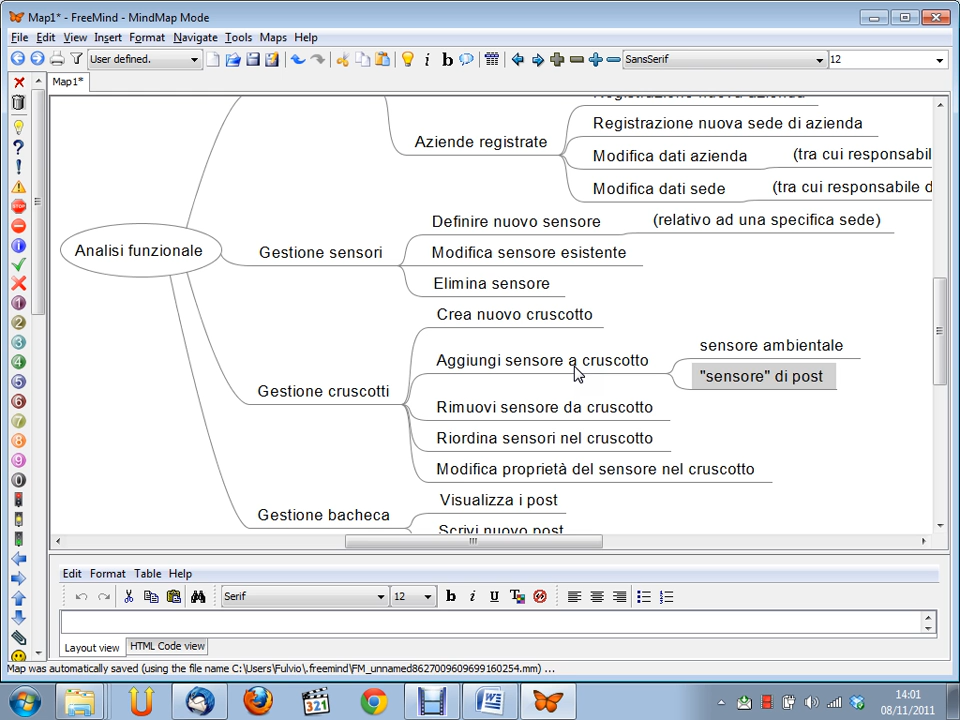 Map1* - FreeMind - MindMap Mode
File Edit View Insert Format Navigate Tools Maps Help
User defined.
SansSerif
12
Map1*
Registrazione nuova azienda
Aziende registrate
Registrazione nuova sede di azienda
Modifica dati azienda
(tra cui responsabil
Modifica dati sede
(tra cui responsabile d
Analisi funzionale
Gestione sensori
Definire nuovo sensore
(relativo ad una specifica sede)
Modifica sensore esistente
Elimina sensore
Gestione cruscotti
Crea nuovo cruscotto
Aggiungi sensore a cruscotto
sensore ambientale
"sensore" di post
Rimuovi sensore da cruscotto
Riordina sensori nel cruscotto
Modifica proprietà del sensore nel cruscotto
Gestione bacheca
Visualizza i post
Scrivi nuovo post
Edit Format Table Help
Serif
12
Layout view
HTML Code view
Map was automatically saved (using the file name C:\Users\Fulvio\.freemind\FM_unnamed8627009609699160254.mm) ...
14:01
08/11/2011